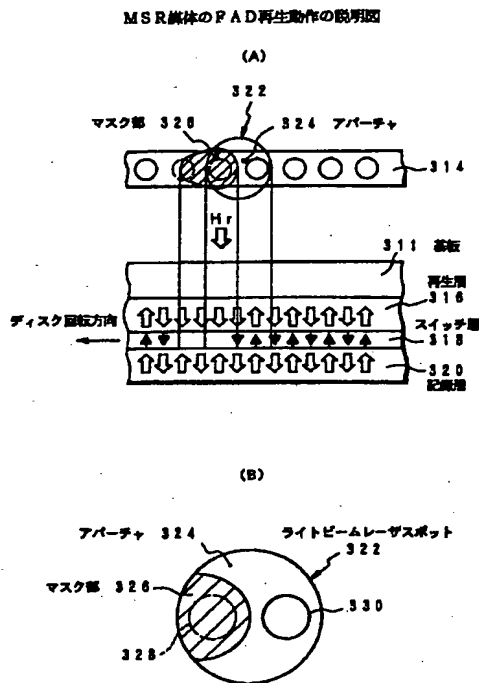 MSR媒体のFAD再生動作の説明図
(A)
322
マスク部 326
324 アパーチャ
314
Hr
311 基板
再生層
316
ディスク回転方向
スイッチ層
318
320
記録層
(B)
アパーチャ 324
ライトビームレーザスポット
322
マスク部 326
330
328